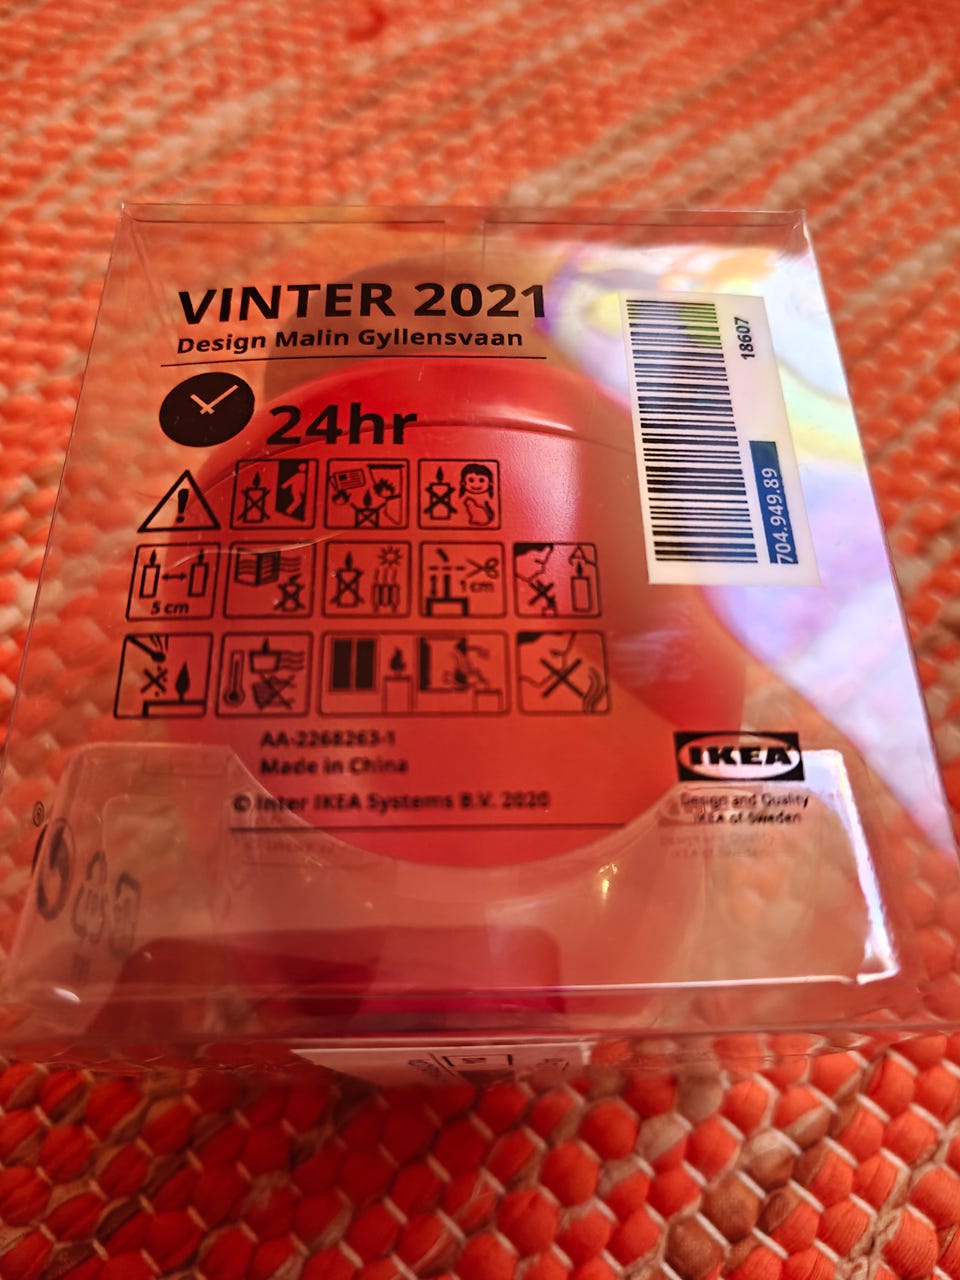 VINTER 2021
Design Malin Gyllensvaan
24hr
18607
704.949.89
5 cm
cm
AA-2268263-1
Made in China
© Inter IKEA Systems B.V. 2020
IKEA
Design and Quality
IKEA of Sweden